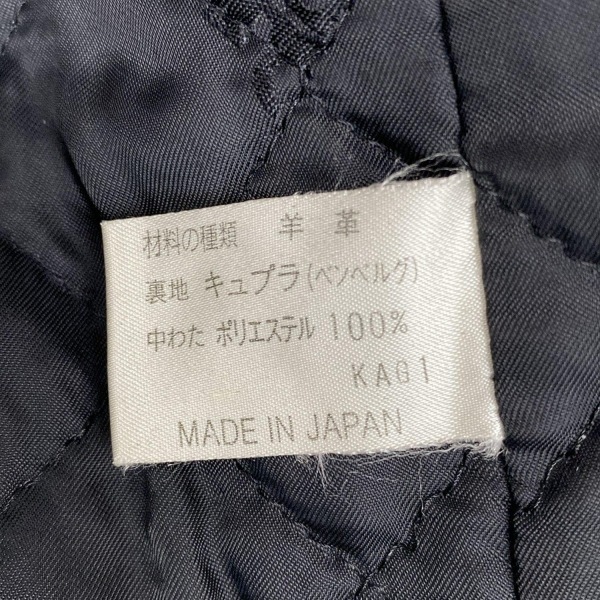 材料の種類 羊革
裏地 キュプラ(ベンベルグ)
中わた ポリエステル 100%
KAG1
MADE IN JAPAN